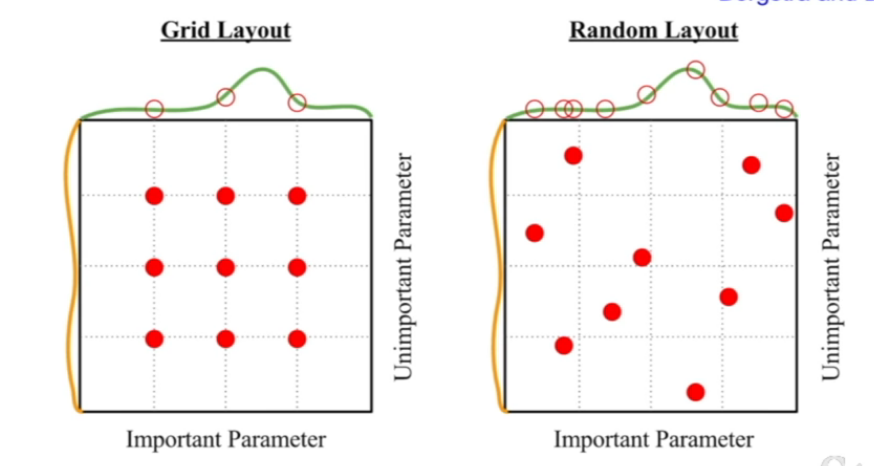 Grid Layout
Unimportant Parameter
Important Parameter
Random Layout
Unimportant Parameter
Important Parameter